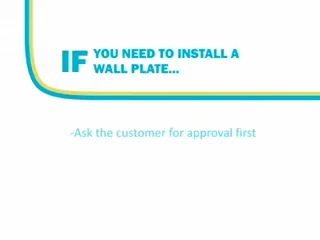 IF YOU NEED TO INSTALL A
WALL PLATE...
-Ask the customer for approval first